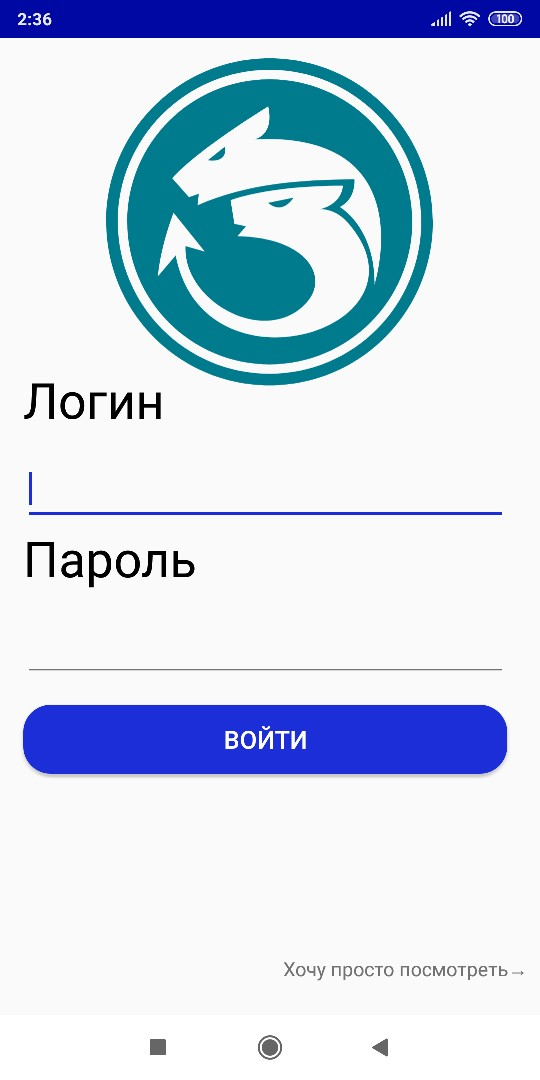 2:36
100
Логин
Пароль
ВОЙТИ
Хочу просто посмотреть→